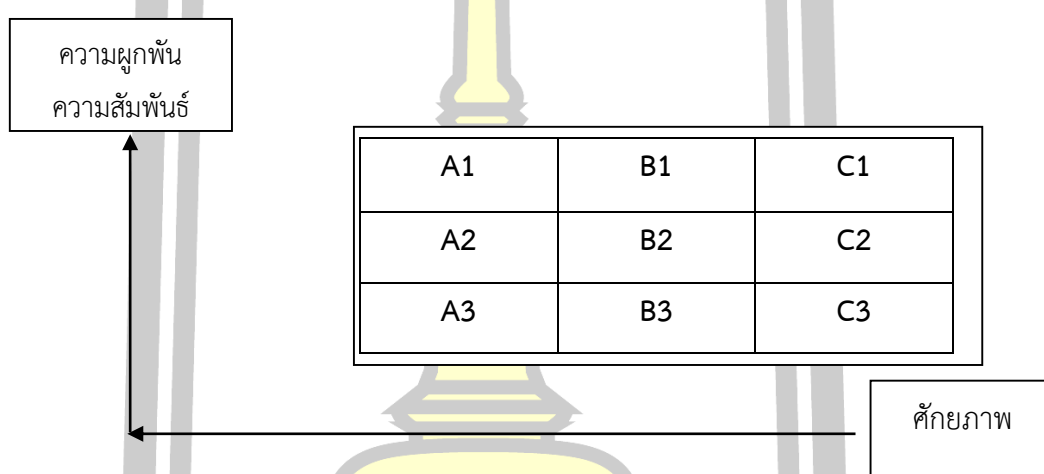 ความผูกพัน
ความสัมพันธ์
A1 B1 C1
A2 B2 C2
A3 B3 C3
ศักยภาพ